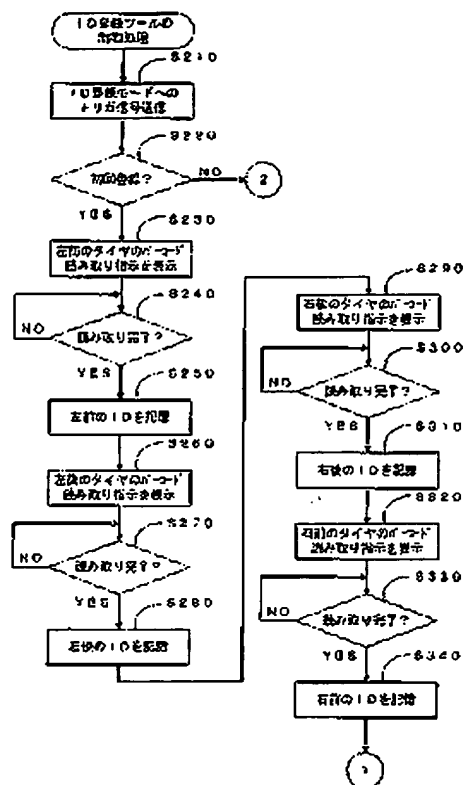 ID登録ツールの
制御処理
S210
ID登録モードへの
トリガ信号送信
S220
初回登録？
NO
2
YES
S230
左前のタイヤのバーコード
読み取り指示を表示
S240
読み取り完了？
NO
YES
S250
左前のIDを記憶
S260
左後のタイヤのバーコード
読み取り指示を表示
S270
読み取り完了？
NO
YES
S280
左後のIDを記憶
S290
右後のタイヤのバーコード
読み取り指示を表示
S300
読み取り完了？
NO
YES
S310
右後のIDを記憶
S320
右前のタイヤのバーコード
読み取り指示を表示
S330
読み取り完了？
NO
YES
S340
右前のIDを記憶